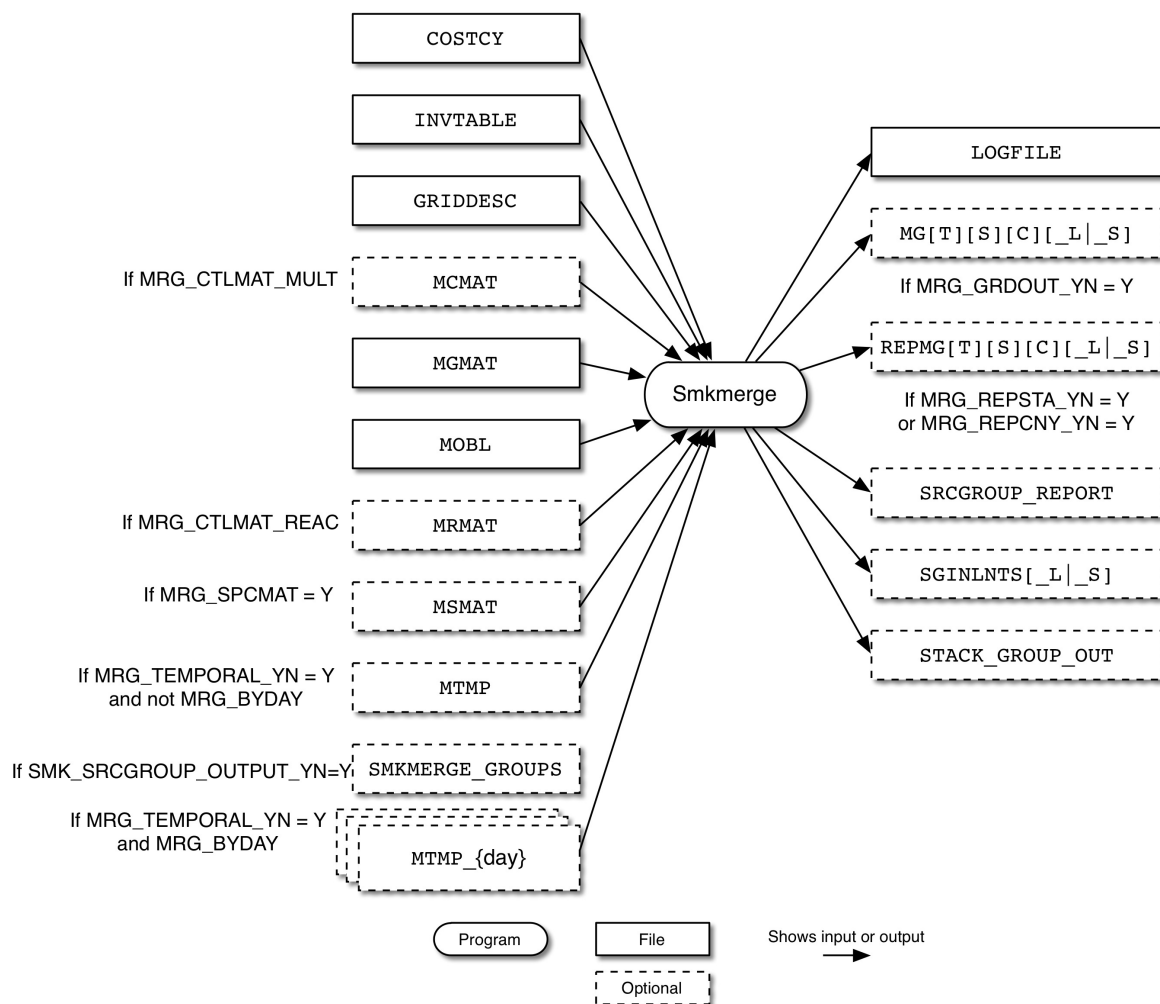 COSTCY
INVTABLE
GRIDDESC
If MRG_CTLMAT_MULT
MCMAT
MGMAT
MOBL
If MRG_CTLMAT_REAC
MRMAT
If MRG_SPCMAT = Y
MSMAT
If MRG_TEMPORAL_YN = Y
and not MRG_BYDAY
MTMP
If SMK_SRCGROUP_OUTPUT_YN=Y
SMKMERGE_GROUPS
If MRG_TEMPORAL_YN = Y
and MRG_BYDAY
MTMP_{day}
Smkmerge
LOGFILE
MG[T][S][C][_L|_S]
If MRG_GRDOUT_YN = Y
REPMG[T][S][C][_L|_S]
If MRG_REPSTA_YN = Y
or MRG_REPCNY_YN = Y
SRCGROUP_REPORT
SGINLNTS[_L|_S]
STACK_GROUP_OUT
Program
File
Shows input or output
Optional